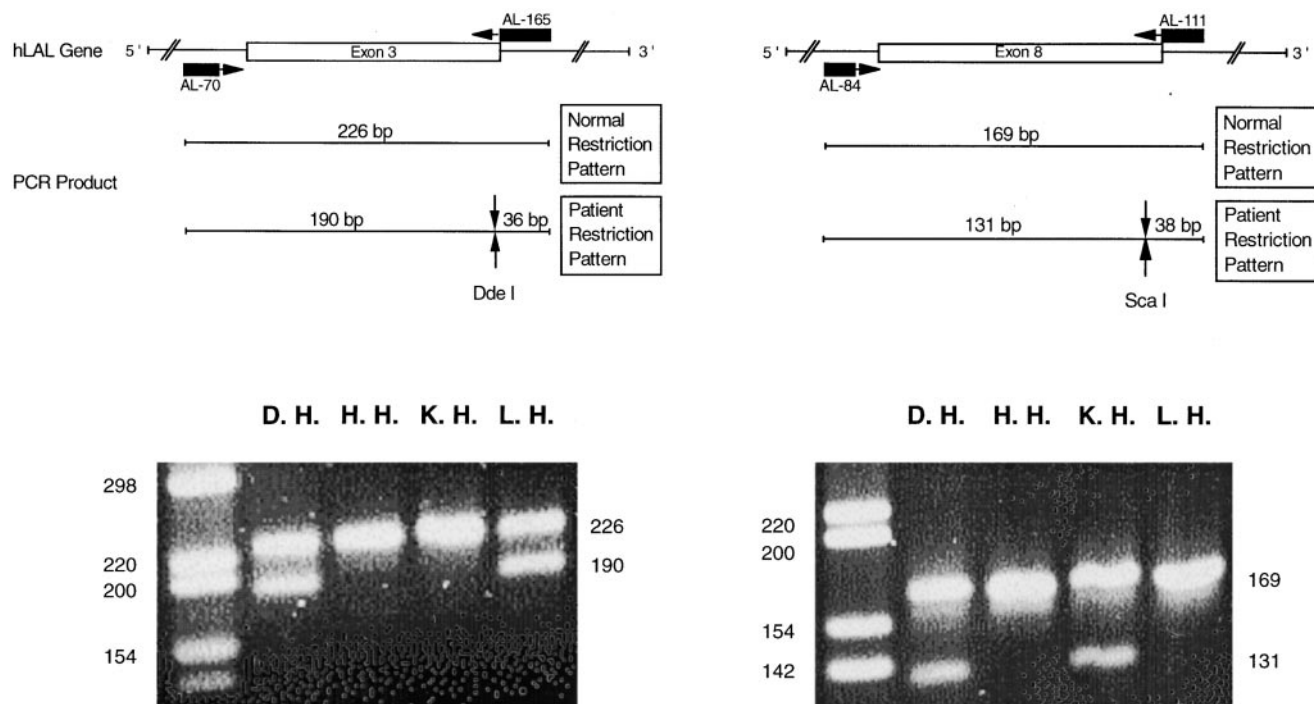 AL-165
hLAL Gene 5 ' Exon 3 3 '
AL-70
226 bp
Normal
Restriction
Pattern
PCR Product
190 bp 36 bp
Patient
Restriction
Pattern
Dde I
AL-111
5 ' Exon 8 3 '
AL-84
169 bp
Normal
Restriction
Pattern
131 bp 38 bp
Patient
Restriction
Pattern
Sca I
D. H. H. H. K. H. L. H.
298
220
200
154
226
190
D. H. H. H. K. H. L. H.
220
200
154
142
169
131